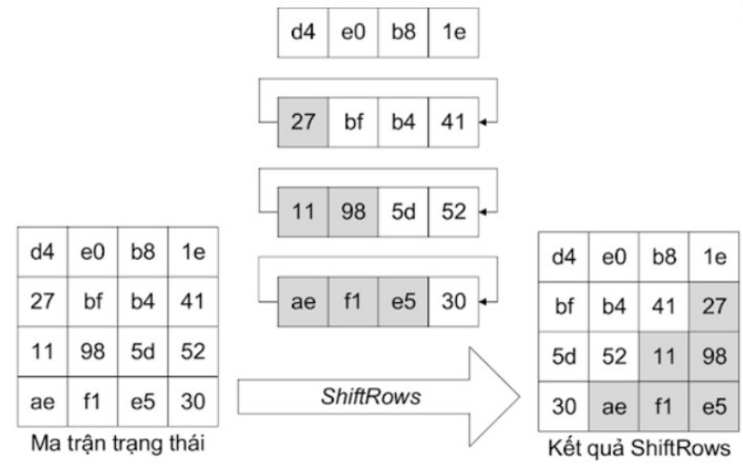 d4 e0 b8 1e
27 bf b4 41
11 98 5d 52
ae f1 e5 30
d4 e0 b8 1e
27 bf b4 41
11 98 5d 52
ae f1 e5 30
Ma trận trạng thái
ShiftRows
d4 e0 b8 1e
bf b4 41 27
5d 52 11 98
30 ae f1 e5
Kết quả ShiftRows